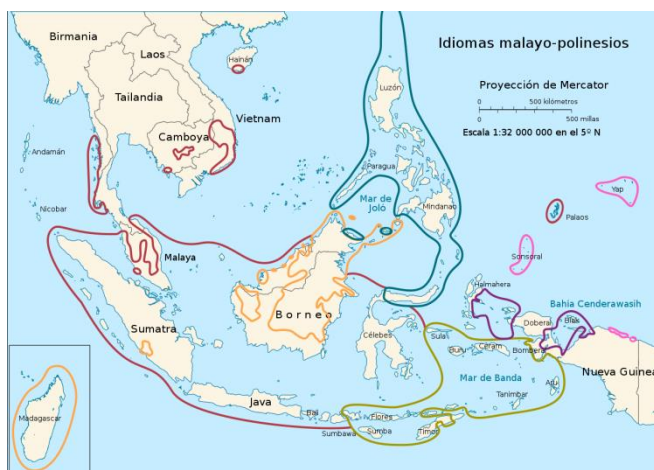 Idiomas malayo-polinesios
Proyección de Mercator
0 500 kilómetros
0 500 millas
Escala 1:32 000 000 en el 5º N
Birmania
Laos
Hainán
Tailandia
Vietnam
Camboya
Luzón
Andamán
Paragua
Mar de
Joló
Mindanao
Nicobar
Yap
Palaos
Sonsoral
Malaya
Halmahera
Bahia Cenderawasih
Sumatra
Borneo
Célebes
Doberai
Biak
Sula
Buru
Ceram
Bomberai
Nueva Guinea
Mar de Banda
Aru
Tanimbar
Java
Bali
Flores
Sumbawa
Sumba
Timor
Madagascar